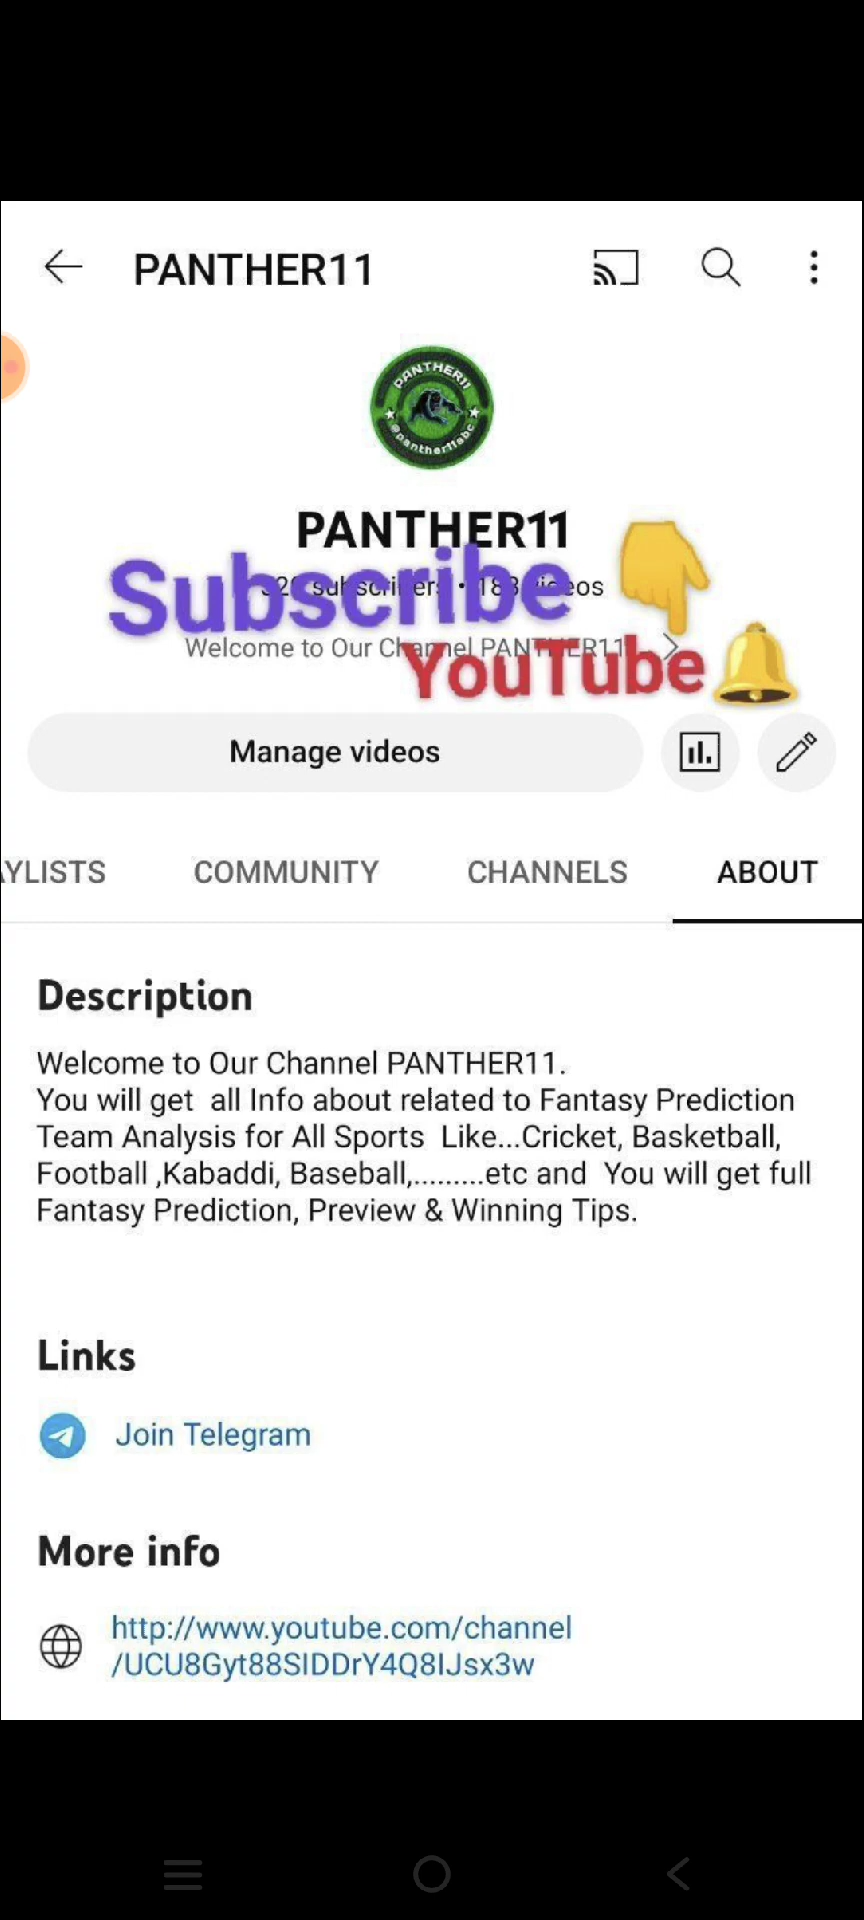 PANTHER11
PANTHER11
@panther11abc
PANTHER11
Subscribe
Welcome to Our Channel PANTHER11
YouTube
Manage videos
COMMUNITY
CHANNELS
ABOUT
Description
Welcome to Our Channel PANTHER11.
You will get all Info about related to Fantasy Prediction
Team Analysis for All Sports Like...Cricket, Basketball,
Football ,Kabaddi, Baseball,.........etc and You will get full
Fantasy Prediction, Preview & Winning Tips.
Links
Join Telegram
More info
http://www.youtube.com/channel
/UCU8Gyt88SIDDrY4Q8IJsx3w